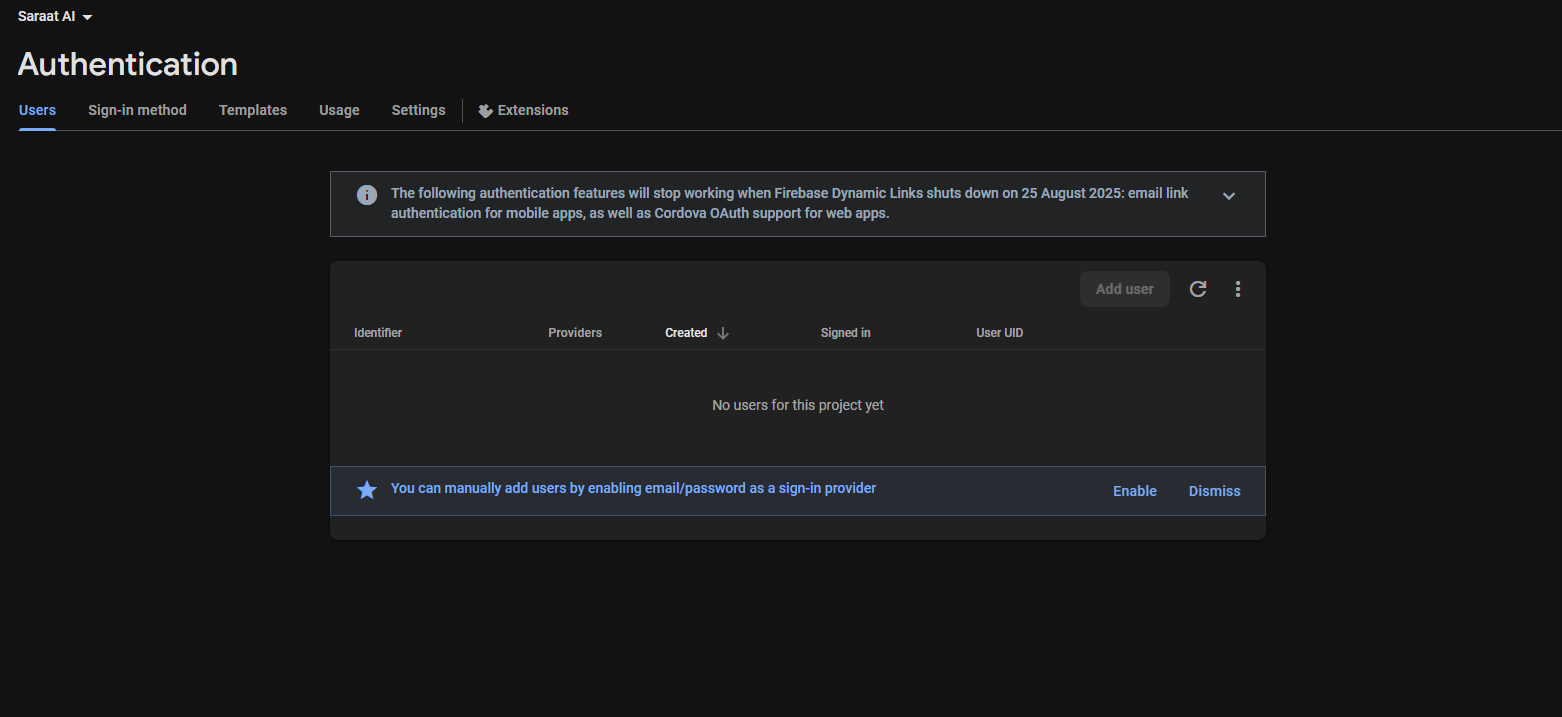 Saraat AI
Authentication
Users Sign-in method Templates Usage Settings Extensions
The following authentication features will stop working when Firebase Dynamic Links shuts down on 25 August 2025: email link
authentication for mobile apps, as well as Cordova OAuth support for web apps.
Add user
Identifier Providers Created Signed in User UID
No users for this project yet
You can manually add users by enabling email/password as a sign-in provider Enable Dismiss